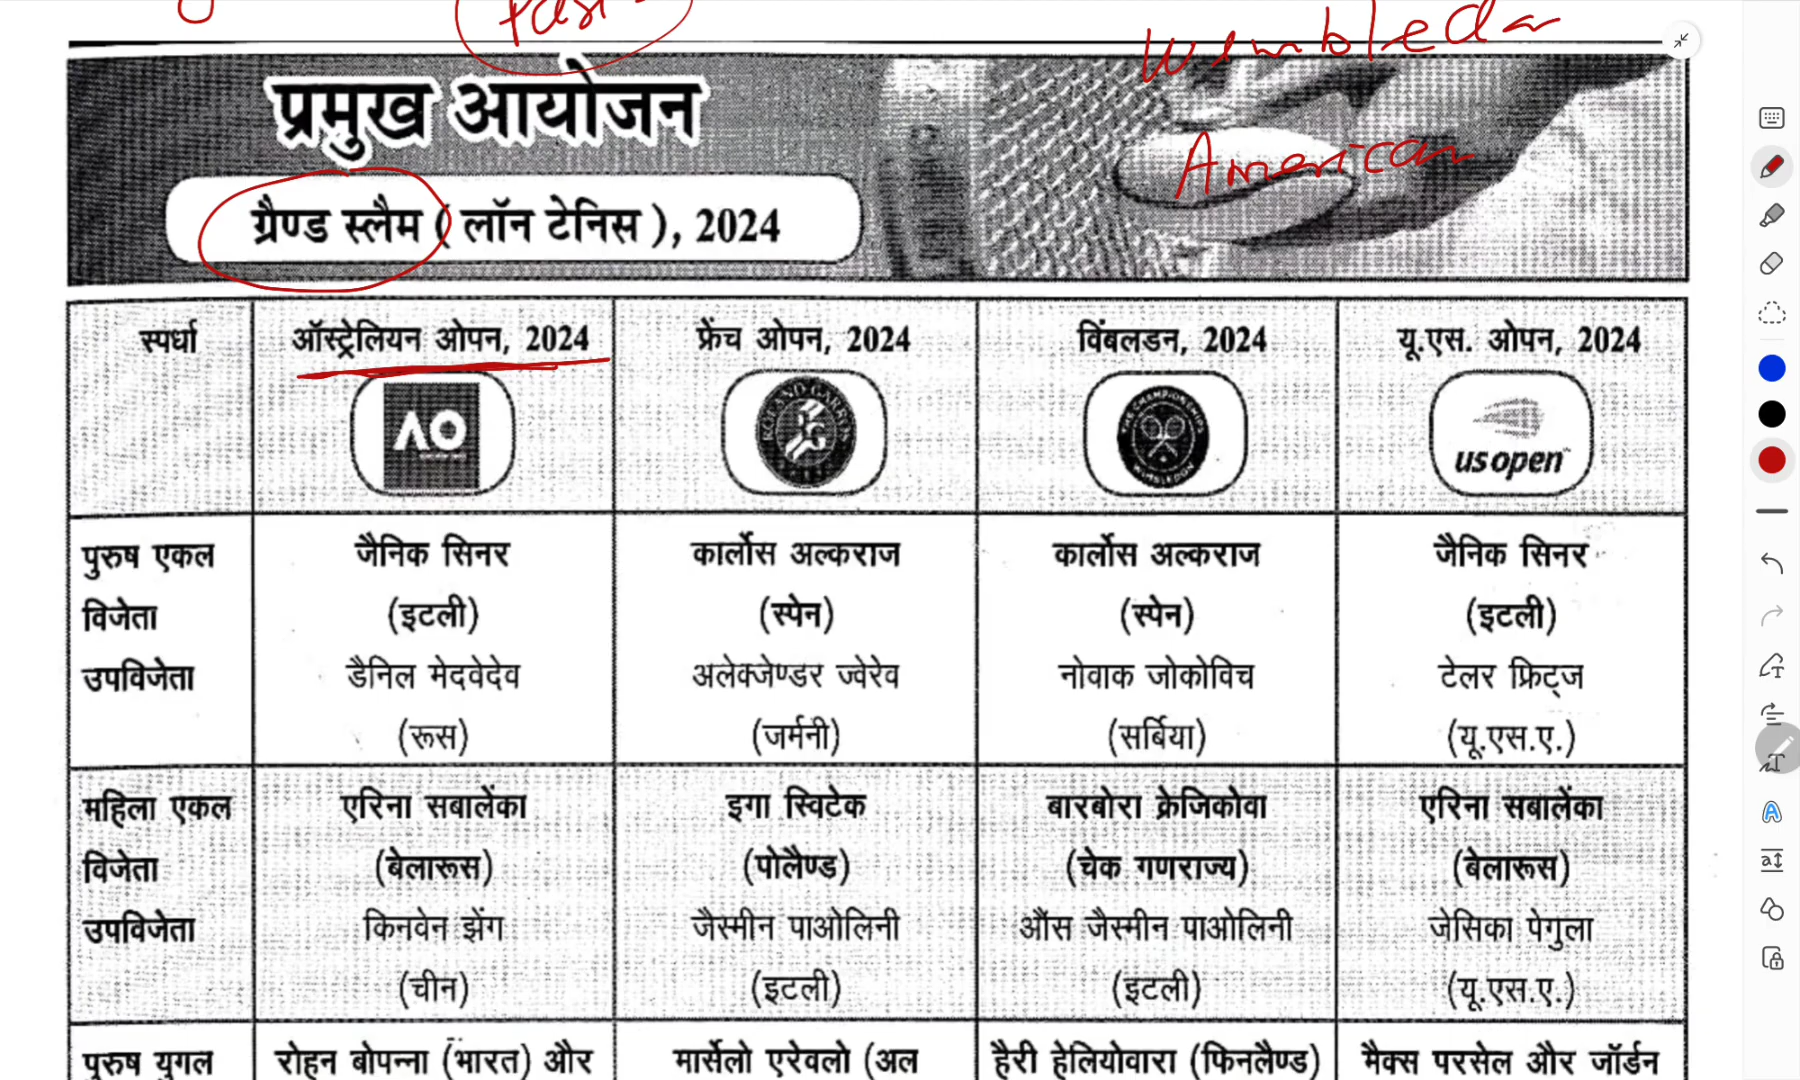 Wimbledon
American
प्रमुख आयोजन
ग्रैण्ड स्लैम ( लॉन टेनिस ), 2024
स्पर्धा ऑस्ट्रेलियन ओपन, 2024 फ्रेंच ओपन, 2024 विंबलडन, 2024 यू.एस. ओपन, 2024
AO us open
पुरुष एकल जैनिक सिनर कार्लोस अल्कराज कार्लोस अल्कराज जैनिक सिनर
विजेता (इटली) (स्पेन) (स्पेन) (इटली)
उपविजेता डैनिल मेदवेदेव अलेक्जेण्डर ज्वेरेव नोवाक जोकोविच टेलर फ्रिट्ज
(रूस) (जर्मनी) (सर्बिया) (यू.एस.ए.)
महिला एकल एरिना सबालेंका इगा स्विटेक बारबोरा क्रेजिकोवा एरिना सबालेंका
विजेता (बेलारूस) (पोलैण्ड) (चेक गणराज्य) (बेलारूस)
उपविजेता किनवेन झेंग जैस्मीन पाओलिनी औंस जैस्मीन पाओलिनी जेसिका पेगुला
(चीन) (इटली) (इटली) (यू.एस.ए.)
पुरुष युगल रोहन बोपन्ना (भारत) और मार्सेलो एरेवलो (अल हैरी हेलियोवारा (फिनलैण्ड) मैक्स परसेल और जॉर्डन